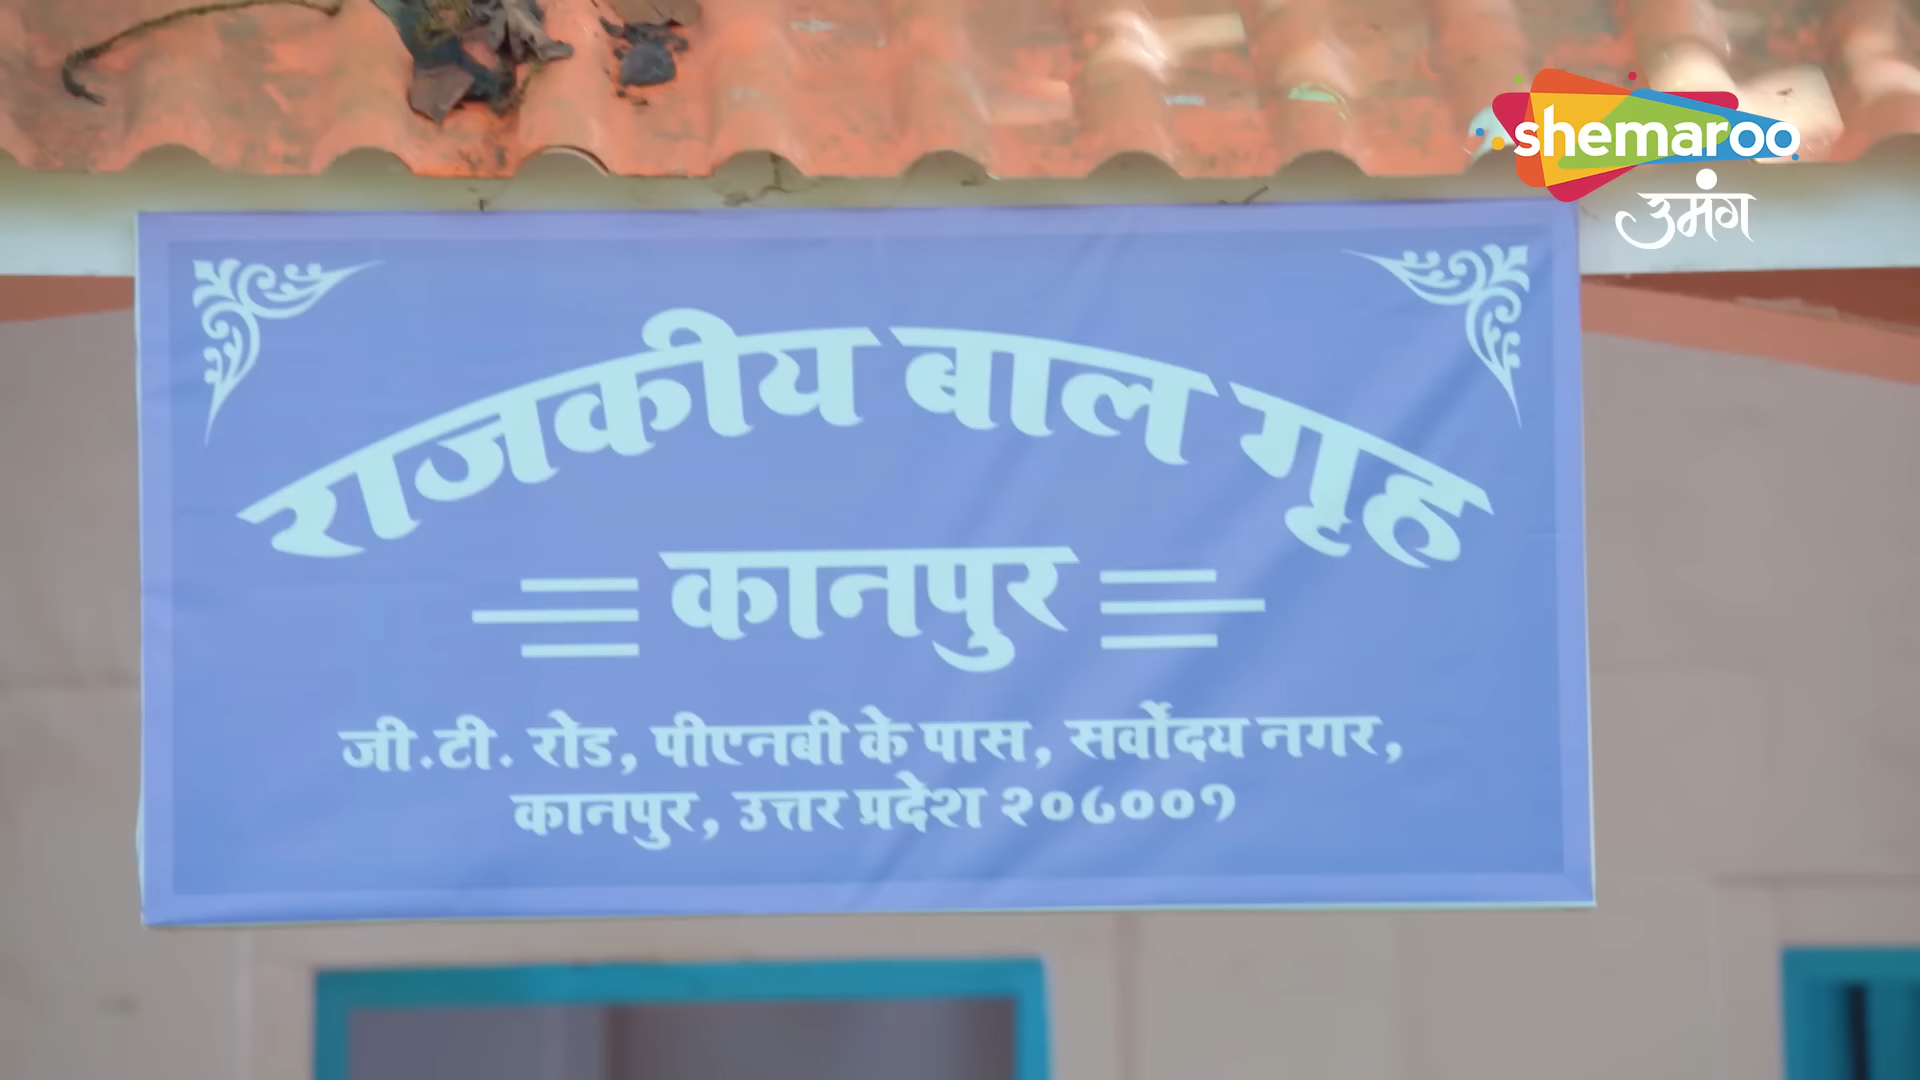 shemaroo
उमंग
राजकीय बाल गृह
कानपुर
जी.टी. रोड, पीएनबी के पास, सर्वोदय नगर,
कानपुर, उत्तर प्रदेश २०८००१